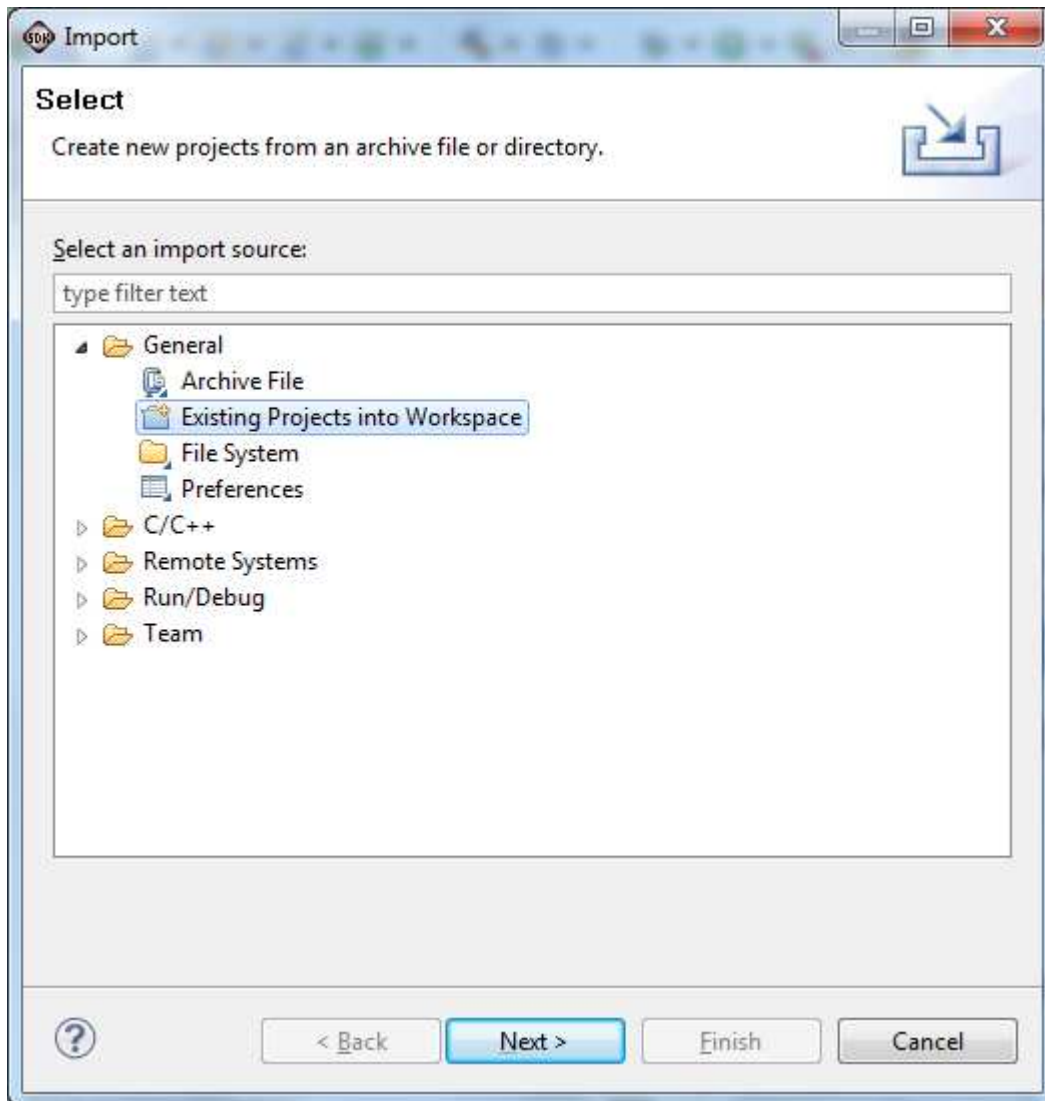 SDK Import
Select
Create new projects from an archive file or directory.
Select an import source:
type filter text
General
Archive File
Existing Projects into Workspace
File System
Preferences
C/C++
Remote Systems
Run/Debug
Team
? < Back Next > Finish Cancel